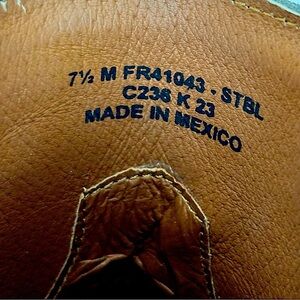 7½ M FR41043 - STBL
C236 K 23
MADE IN MEXICO